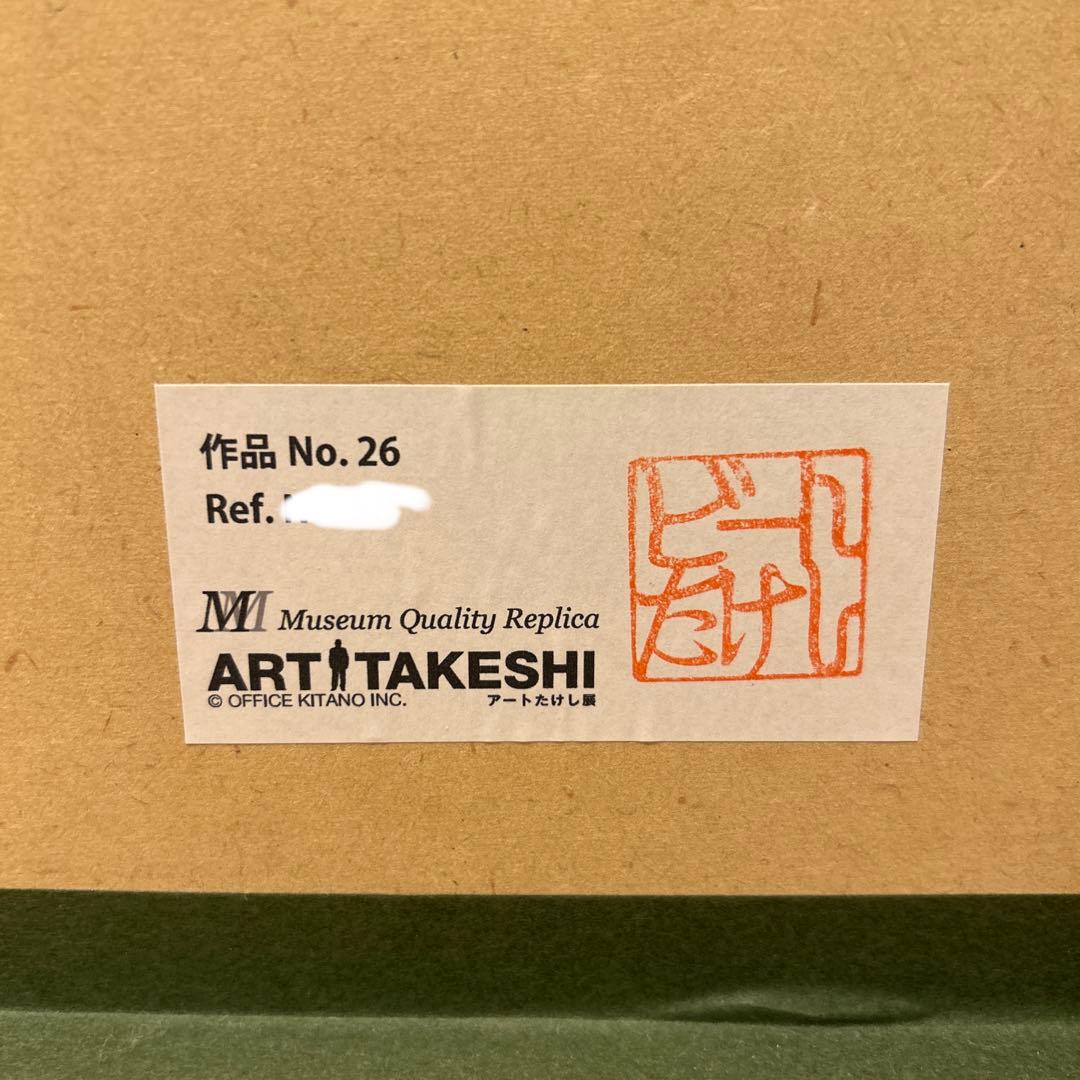 作品 No. 26
Ref.
MM Museum Quality Replica
ART TAKESHI
© OFFICE KITANO INC. アートたけし展
ビートたけし